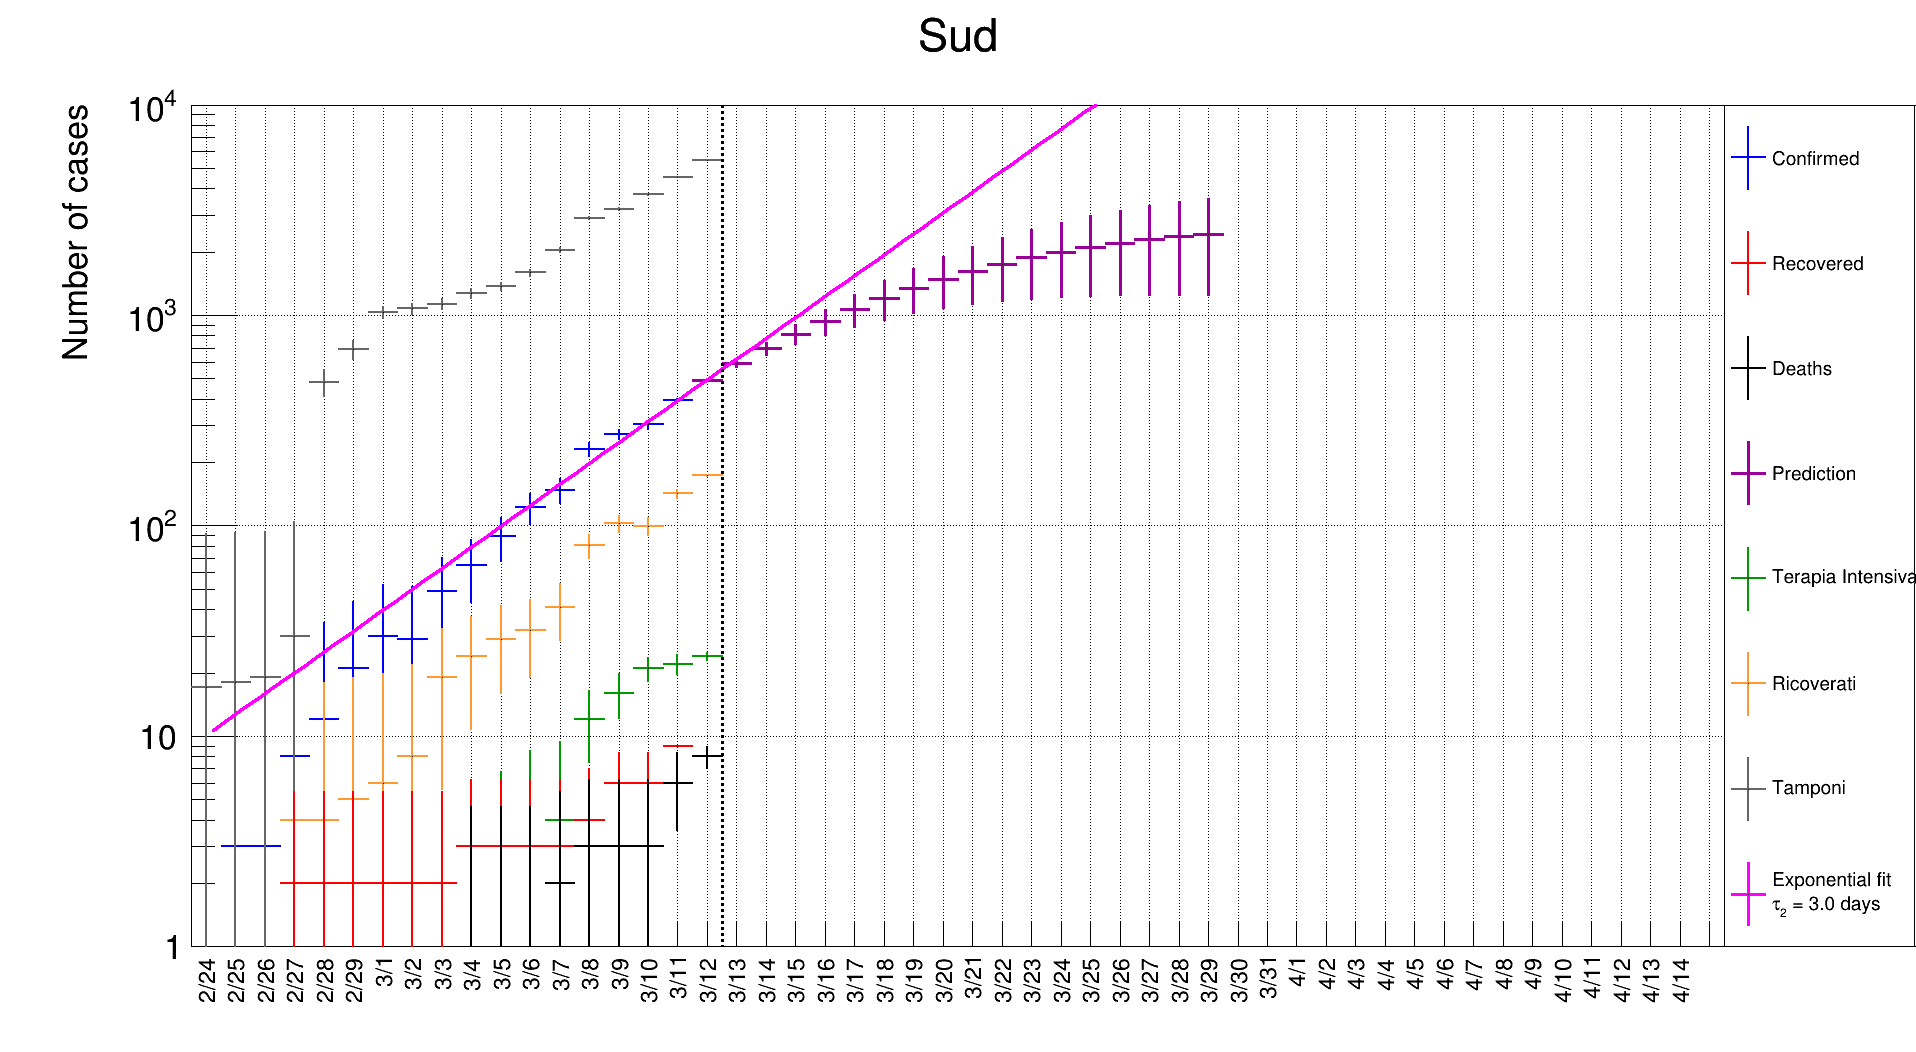 Sud
Number of cases
10⁴
10³
10²
10
1
2/24 2/25 2/26 2/27 2/28 2/29 3/1 3/2 3/3 3/4 3/5 3/6 3/7 3/8 3/9 3/10 3/11 3/12 3/13 3/14 3/15 3/16 3/17 3/18 3/19 3/20 3/21 3/22 3/23 3/24 3/25 3/26 3/27 3/28 3/29 3/30 3/31 4/1 4/2 4/3 4/4 4/5 4/6 4/7 4/8 4/9 4/10 4/11 4/12 4/13 4/14
Confirmed
Recovered
Deaths
Prediction
Terapia Intensiva
Ricoverati
Tamponi
Exponential fit
τ₂ = 3.0 days